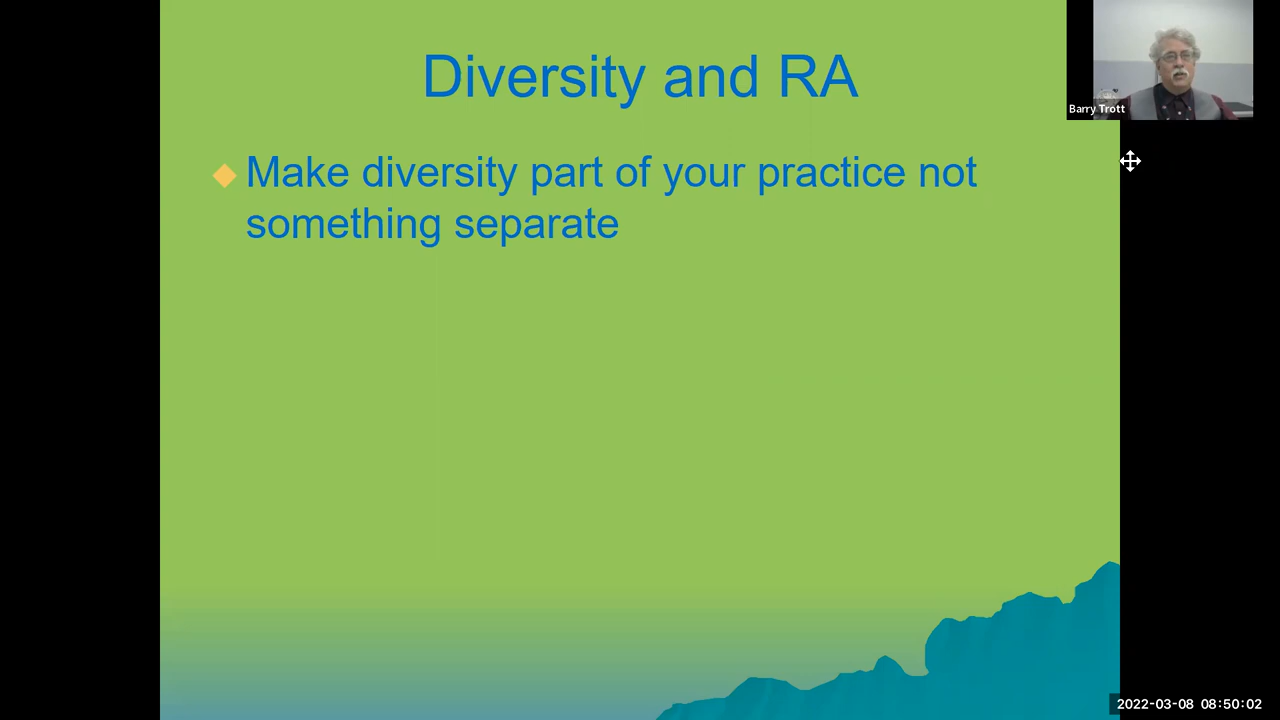 Diversity and RA
Barry Trott
Make diversity part of your practice not
something separate
2022-03-08 08:50:02